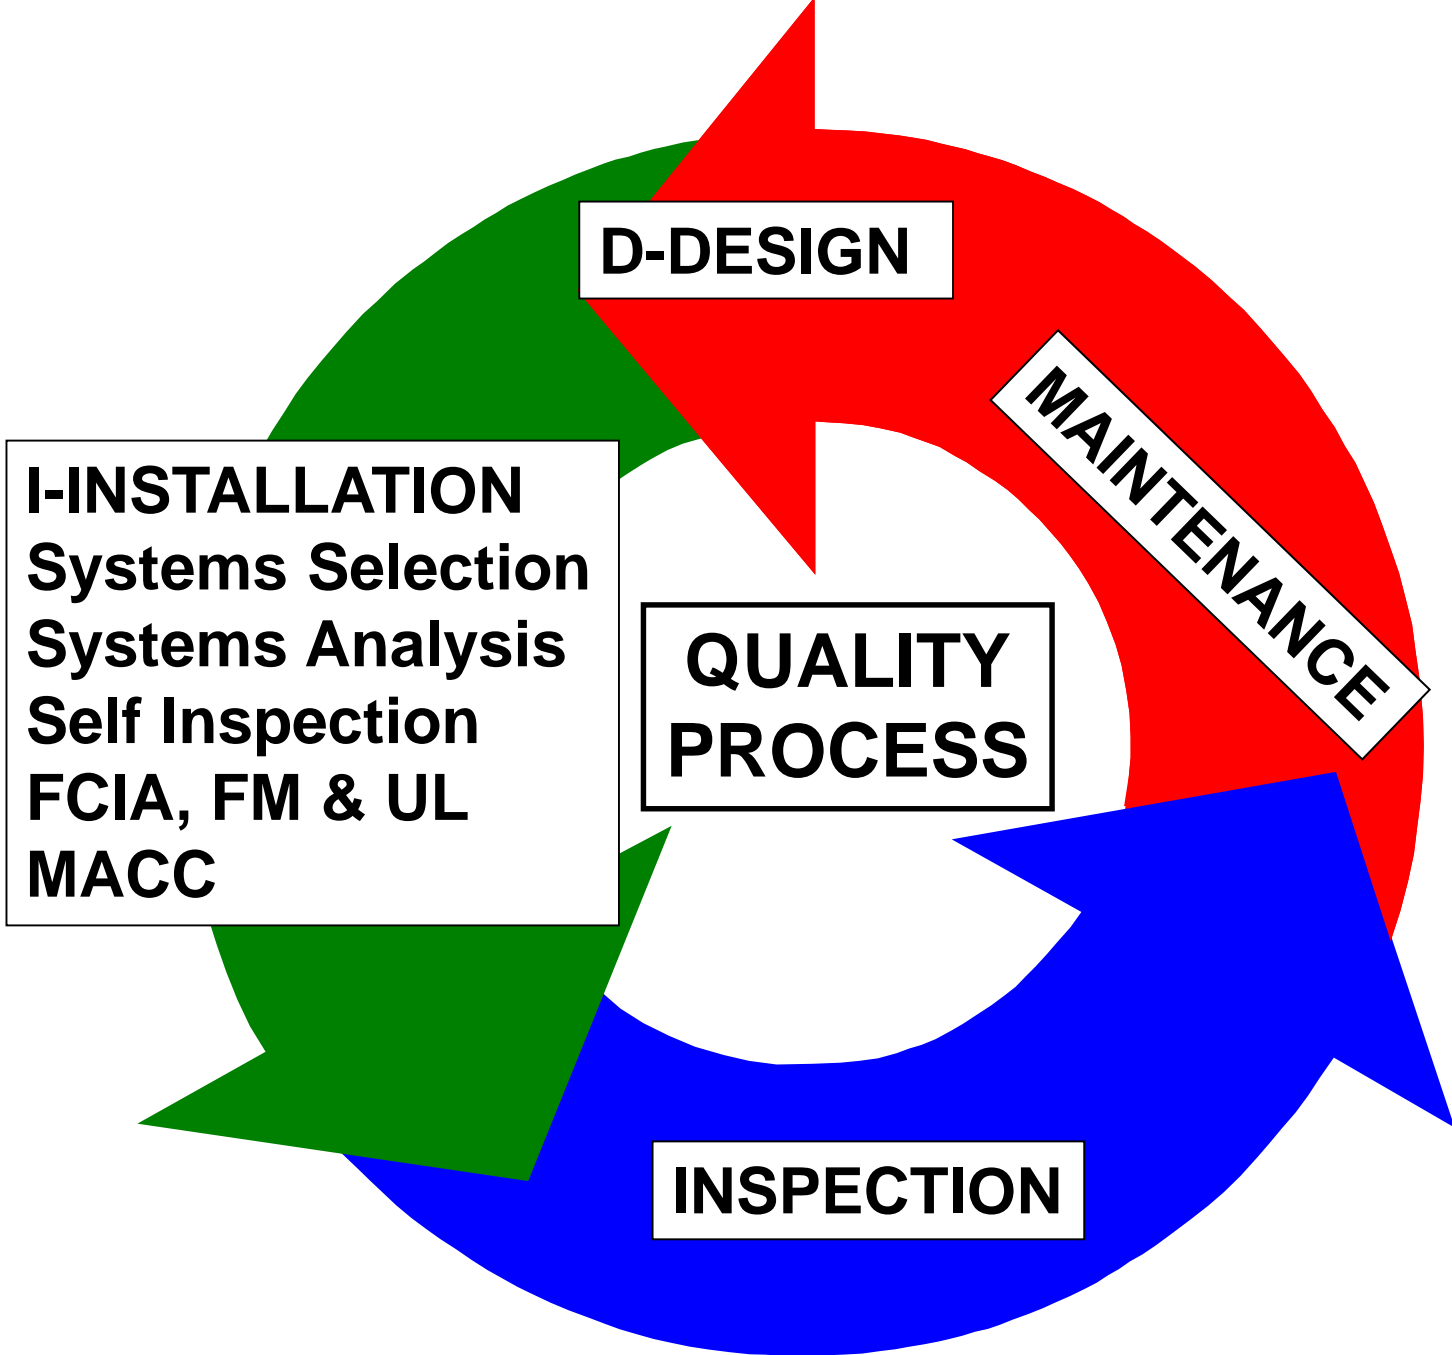 D-DESIGN
MAINTENANCE
I-INSTALLATION
Systems Selection
Systems Analysis
Self Inspection
FCIA, FM & UL
MACC
QUALITY
PROCESS
INSPECTION